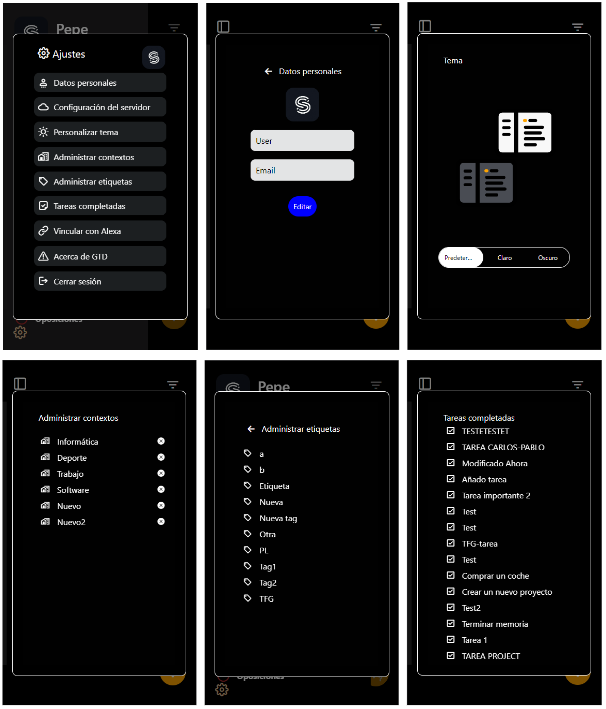 Pepe
Ajustes
Datos personales
Configuración del servidor
Personalizar tema
Administrar contextos
Administrar etiquetas
Tareas completadas
Vincular con Alexa
Acerca de GTD
Cerrar sesión
Oposiciones
Datos personales
User
Email
Editar
Tema
Predeter...
Claro
Oscuro
Administrar contextos
Informática
Deporte
Trabajo
Software
Nuevo
Nuevo2
Pepe
Administrar etiquetas
a
b
Etiqueta
Nueva
Nueva tag
Otra
PL
Tag1
Tag2
TFG
Oposiciones
Tareas completadas
TESTETESTET
TAREA CARLOS-PABLO
Modificado Ahora
Añado tarea
Tarea importante 2
Test
Test
TFG-tarea
Test
Comprar un coche
Crear un nuevo proyecto
Test2
Terminar memoria
Tarea 1
TAREA PROJECT